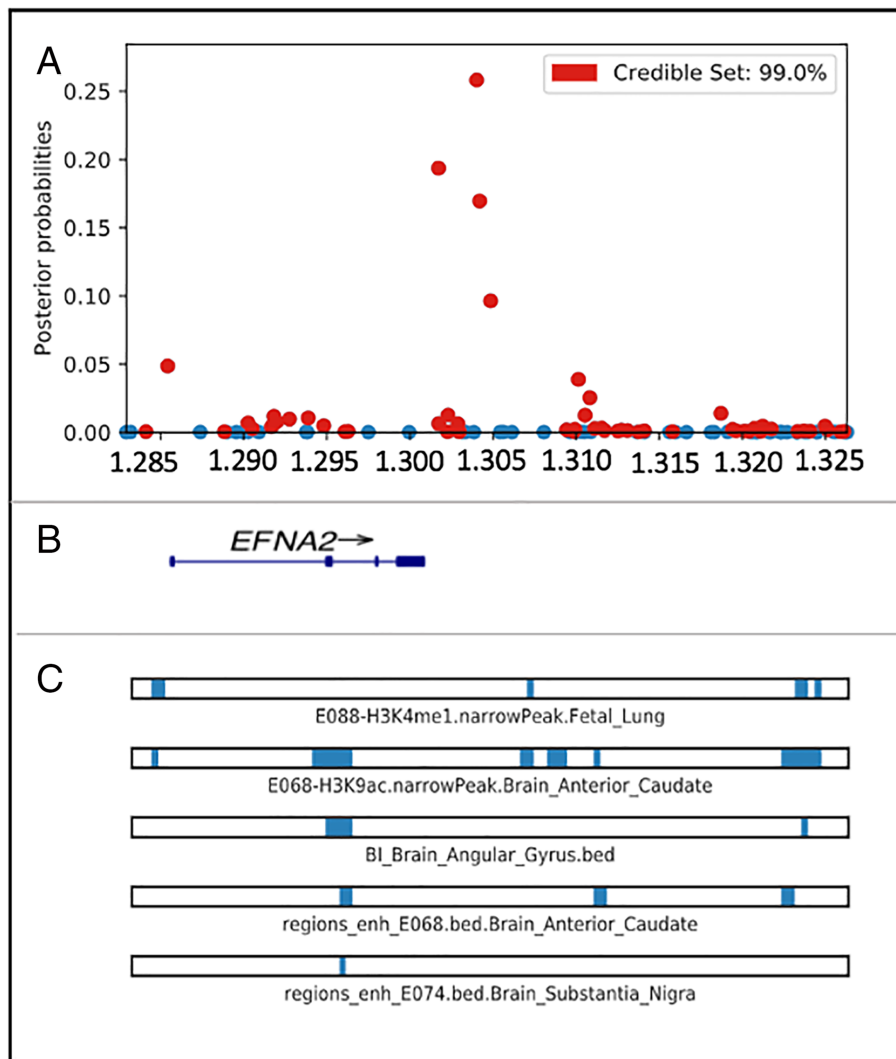 A
Posterior probabilities
0.25
0.20
0.15
0.10
0.05
0.00
Credible Set: 99.0%
1.285 1.290 1.295 1.300 1.305 1.310 1.315 1.320 1.325
B
EFNA2→
C
E088-H3K4me1.narrowPeak.Fetal_Lung
E068-H3K9ac.narrowPeak.Brain_Anterior_Caudate
BI_Brain_Angular_Gyrus.bed
regions_enh_E068.bed.Brain_Anterior_Caudate
regions_enh_E074.bed.Brain_Substantia_Nigra